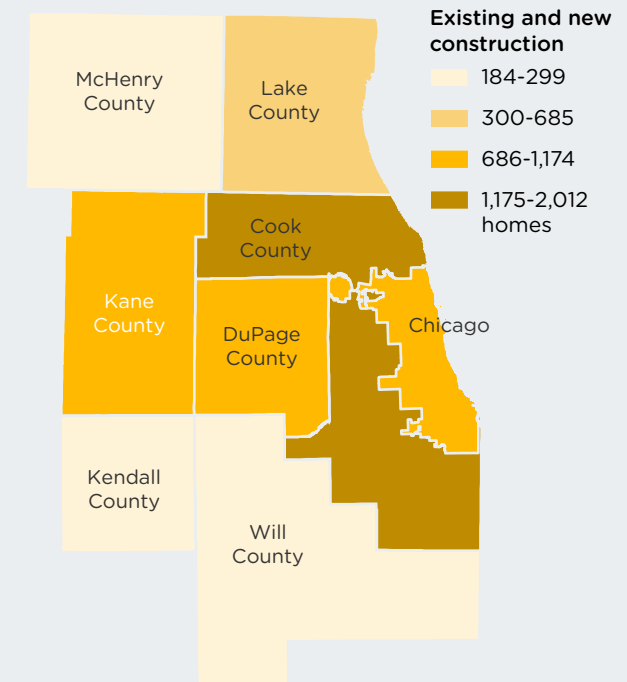 Existing and new
construction
184-299
300-685
686-1,174
1,175-2,012
homes
McHenry
County
Lake
County
Cook
County
Kane
County
DuPage
County
Chicago
Kendall
County
Will
County